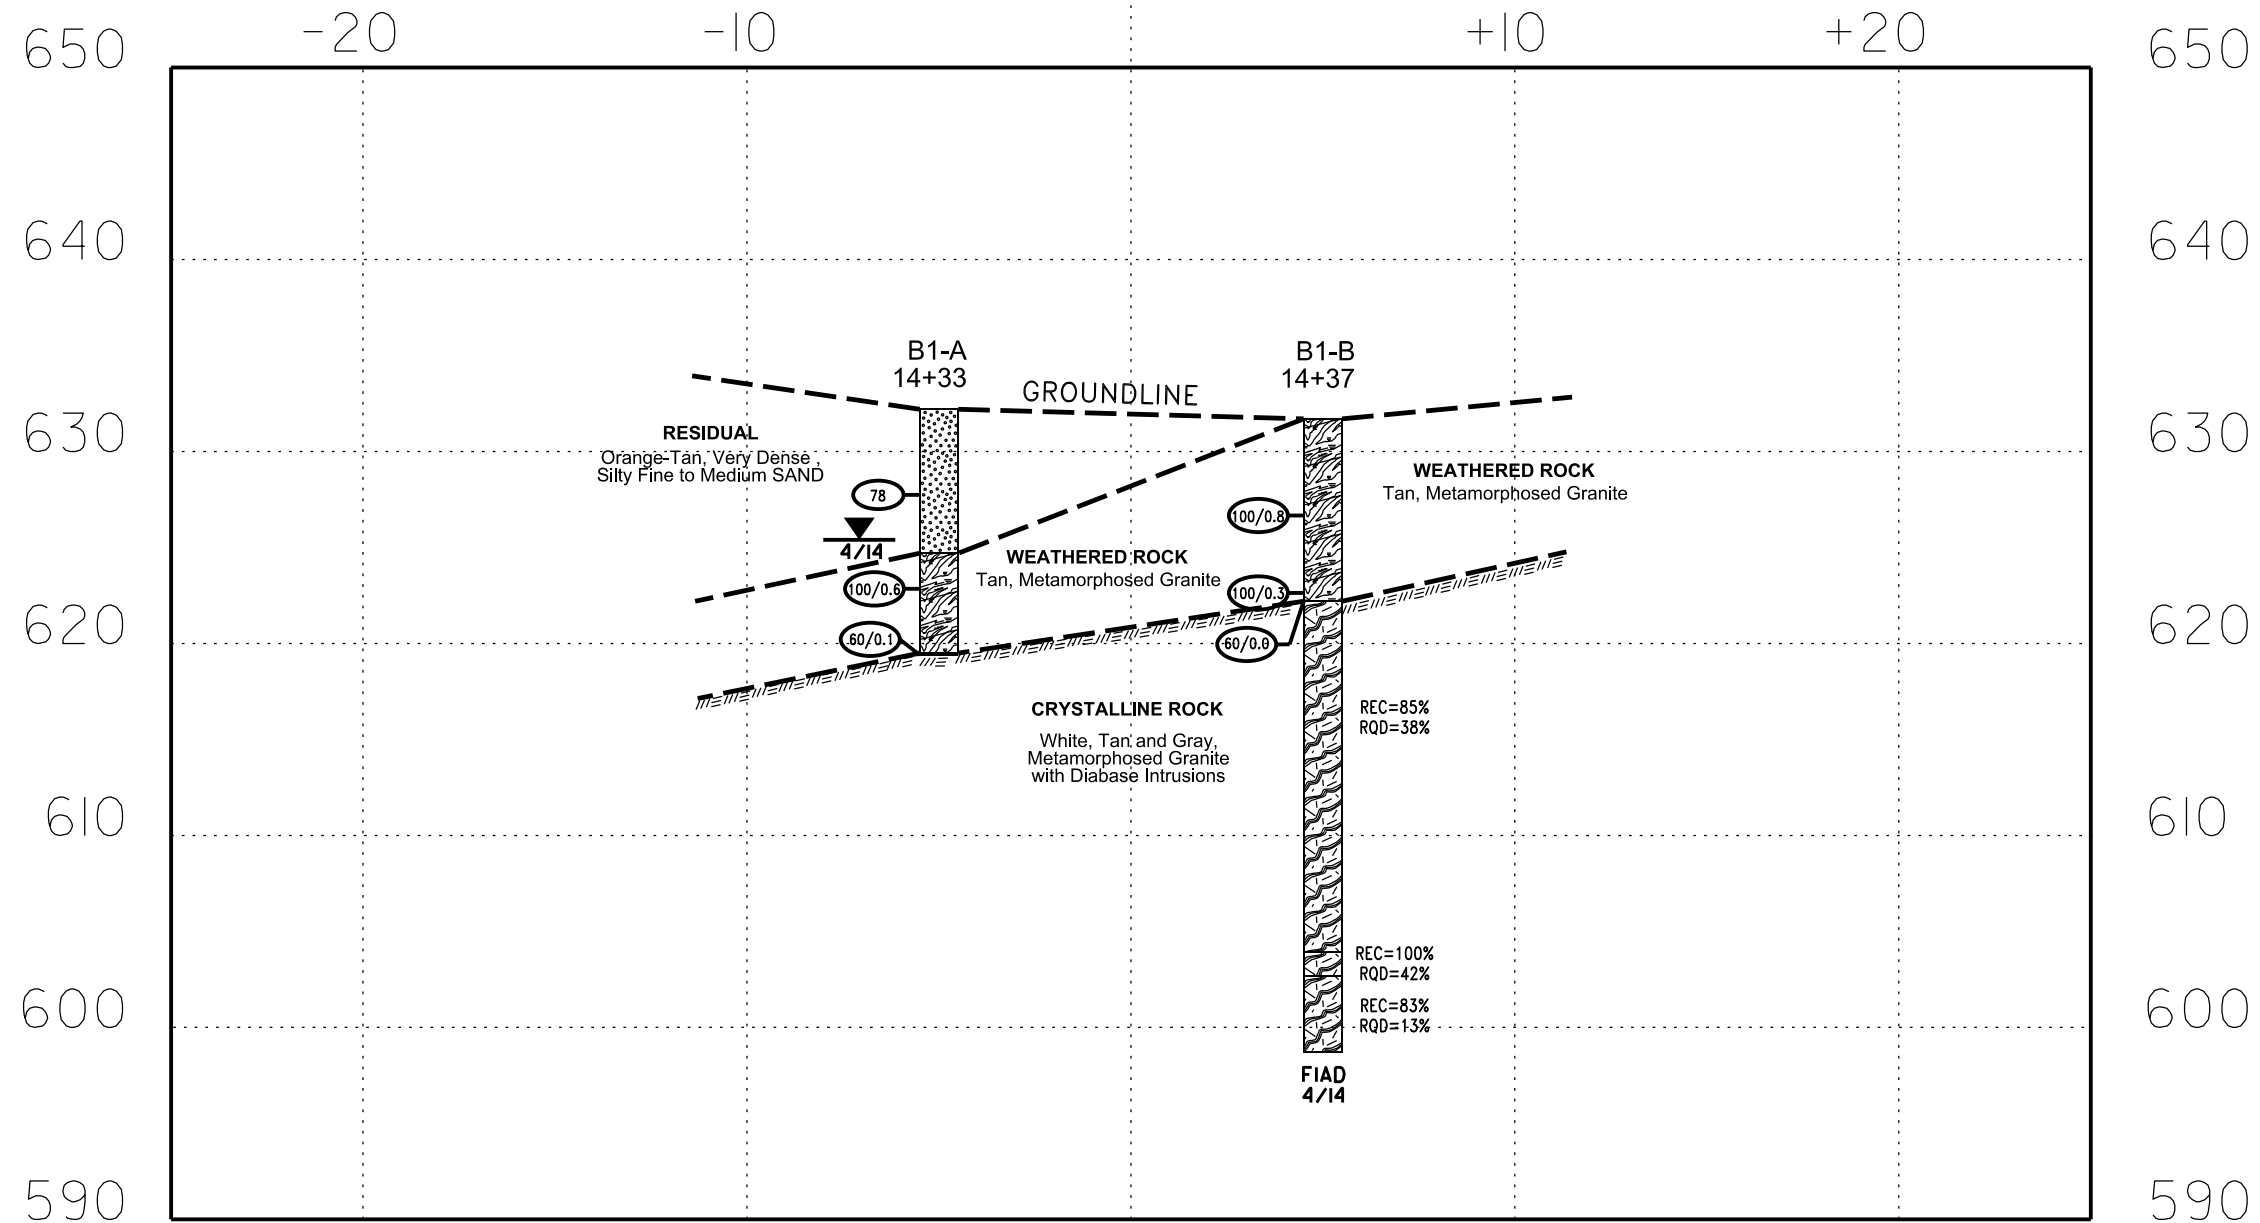 -20
-10
+10
+20
650
650
640
640
B1-A
14+33
B1-B
14+37
GROUNDLINE
630
630
RESIDUAL
Orange-Tan, Very Dense ,
Silty Fine to Medium SAND
WEATHERED ROCK
Tan, Metamorphosed Granite
78
100/0.8
4/14
WEATHERED ROCK
Tan, Metamorphosed Granite
100/0.6
100/0.3
620
620
60/0.1
60/0.0
CRYSTALLINE ROCK
White, Tan and Gray,
Metamorphosed Granite
with Diabase Intrusions
REC=85%
RQD=38%
610
610
REC=100%
RQD=42%
REC=83%
RQD=13%
600
600
FIAD
4/14
590
590